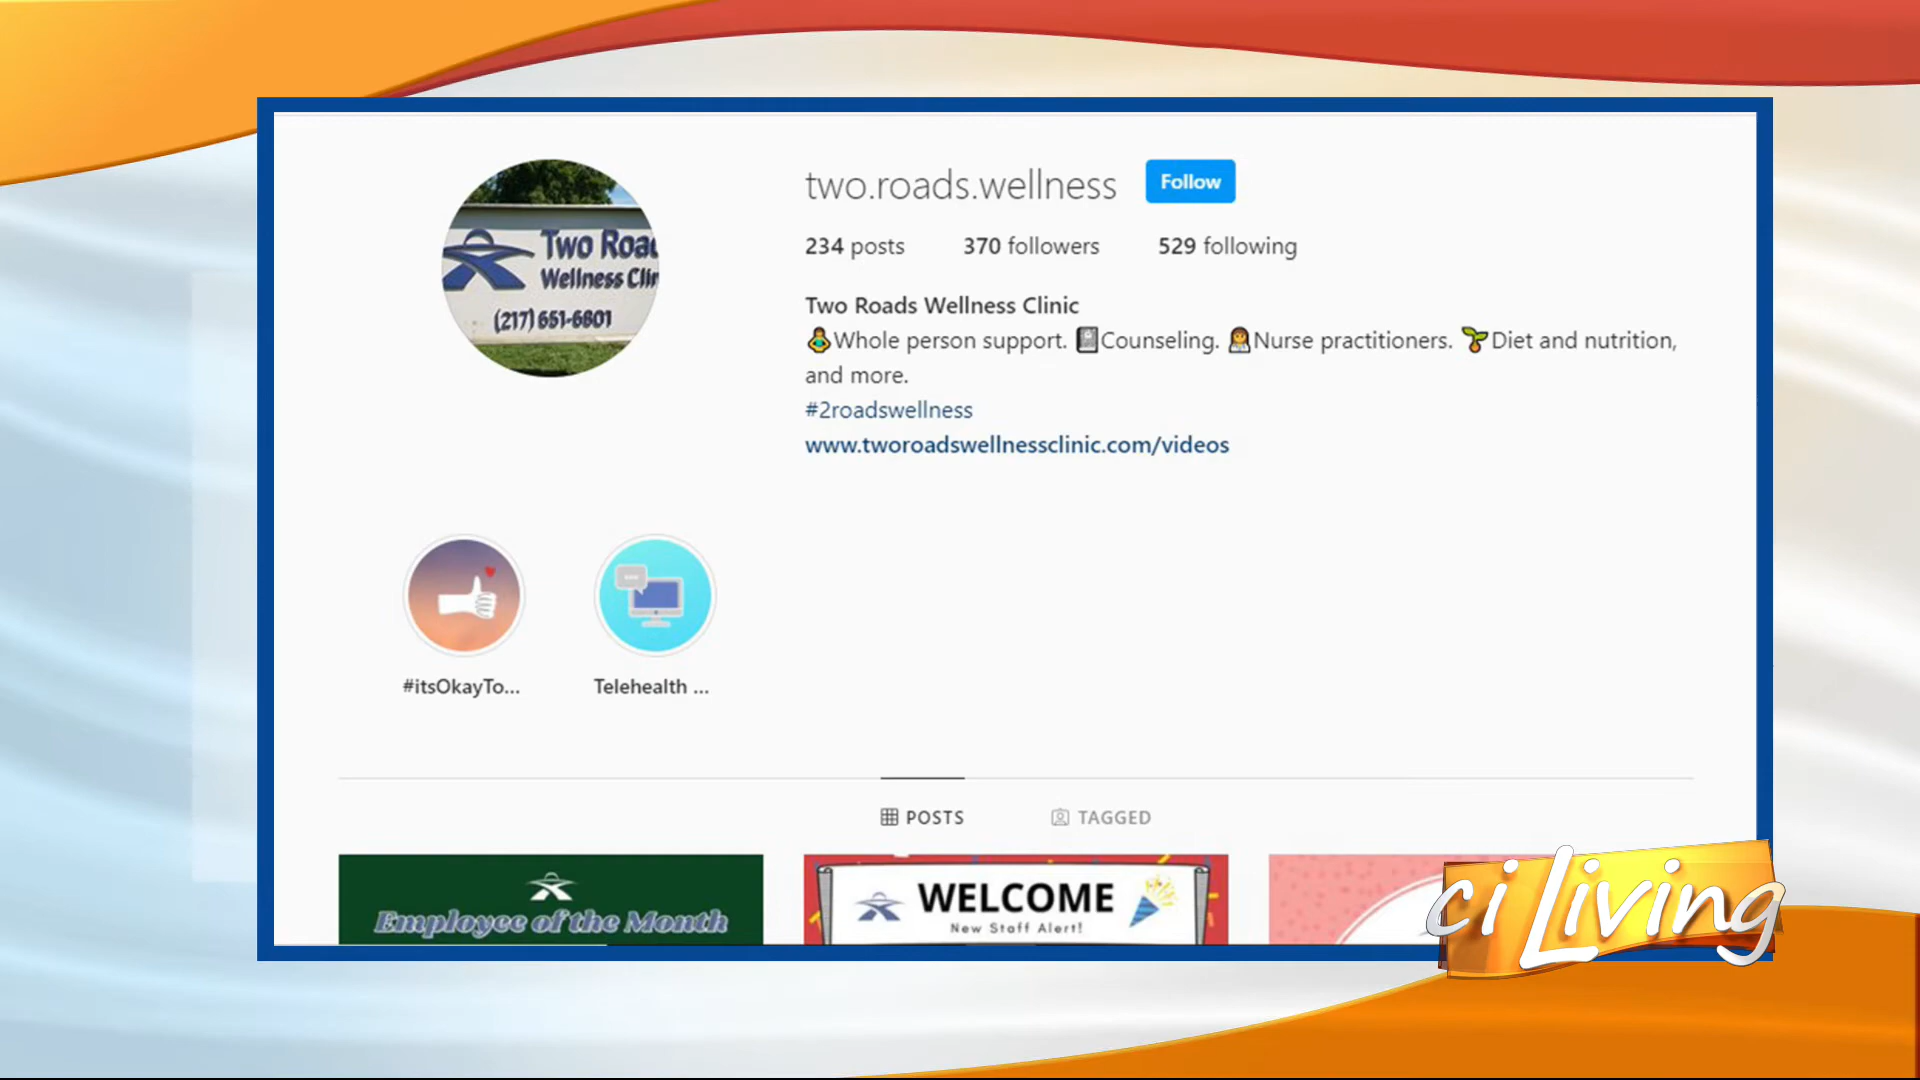 two.roads.wellness Follow
234 posts 370 followers 529 following
Two Roa
Wellness Clin
(217) 651-6801
Two Roads Wellness Clinic
Whole person support. Counseling. Nurse practitioners. Diet and nutrition,
and more.
#2roadswellness
www.tworoadswellnessclinic.com/videos
#itsOkayTo... Telehealth ...
POSTS TAGGED
Employee of the Month
WELCOME
New Staff Alert!
ci Living